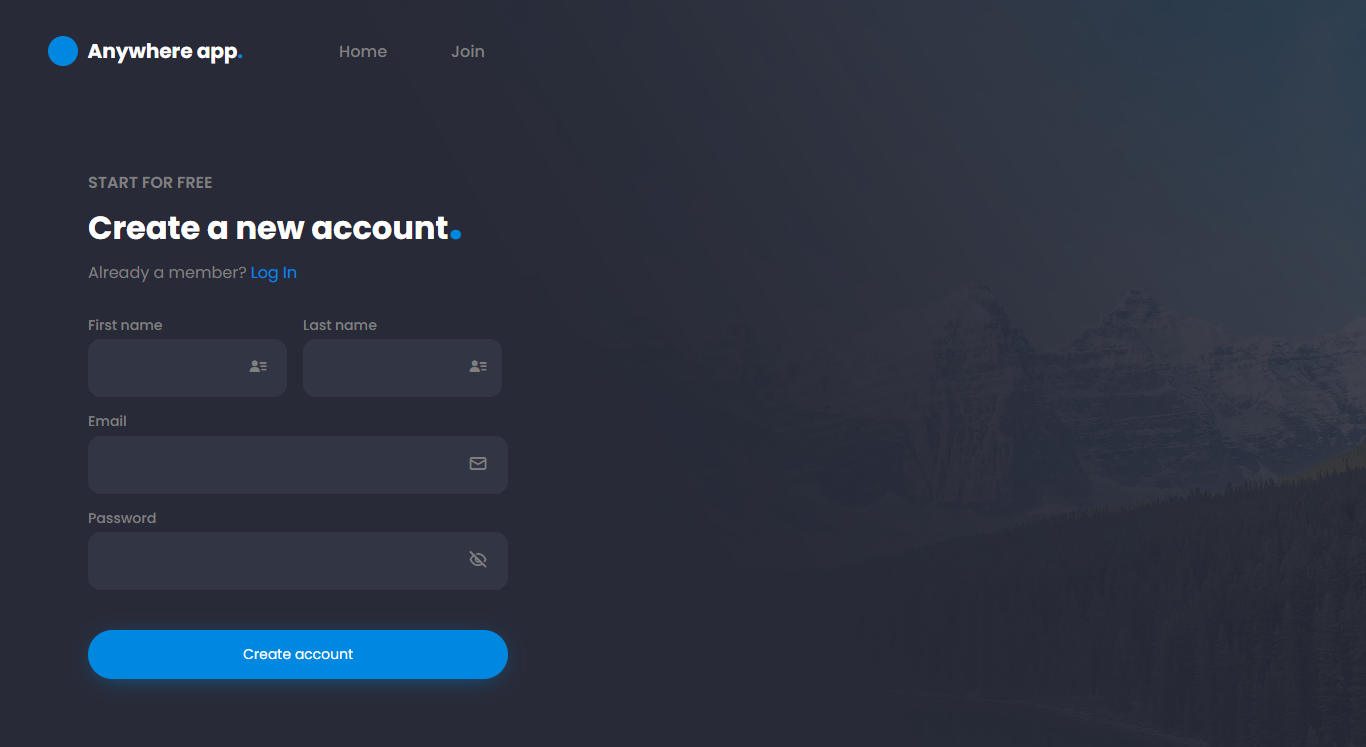 Anywhere app.
Home
Join
START FOR FREE
Create a new account.
Already a member? Log In
First name
Last name
Email
Password
Create account